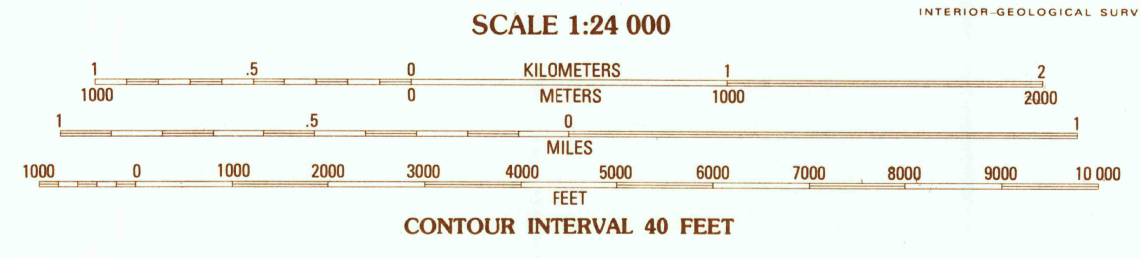 INTERIOR–GEOLOGICAL SURV
SCALE 1:24 000
1 .5 0 KILOMETERS 1 2
1000 0 METERS 1000 2000
1 .5 0 1
MILES
1000 0 1000 2000 3000 4000 5000 6000 7000 8000 9000 10 000
FEET
CONTOUR INTERVAL 40 FEET